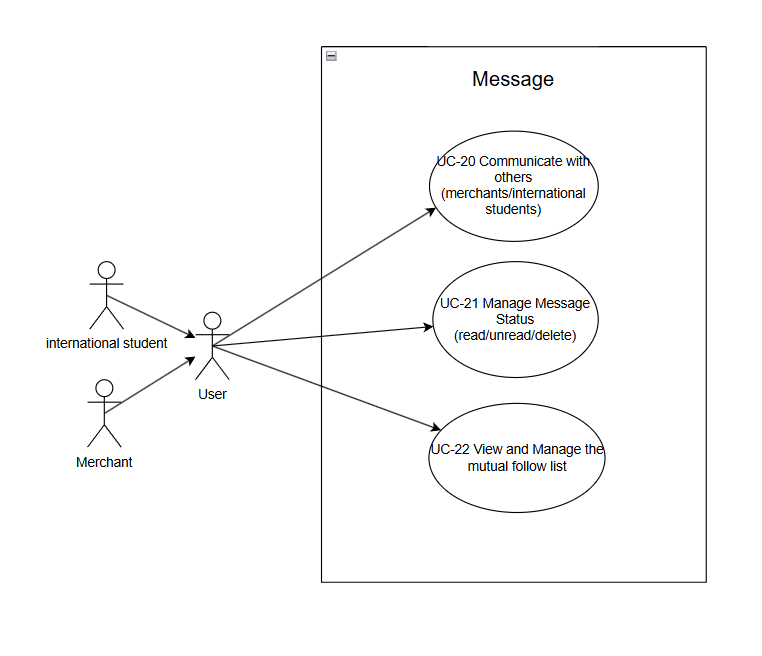 Message
UC-20 Communicate with
others
(merchants/international
students)
UC-21 Manage Message
Status
(read/unread/delete)
international student
User
UC-22 View and Manage the
mutual follow list
Merchant